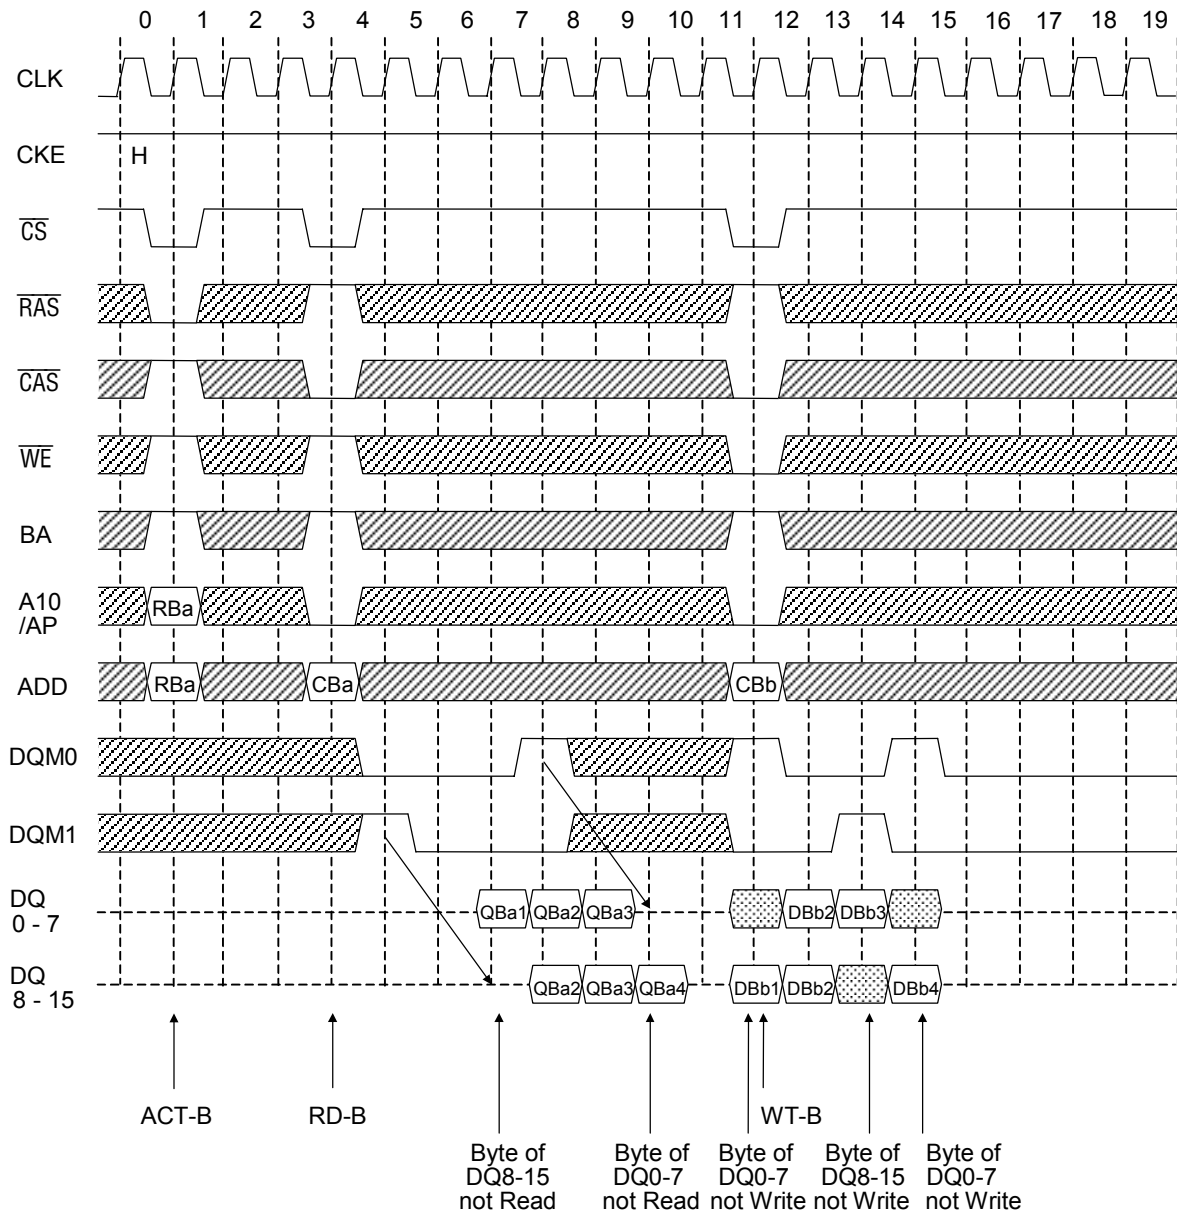 0 1 2 3 4 5 6 7 8 9 10 11 12 13 14 15 16 17 18 19
CLK
CKE H
CS
RAS
CAS
WE
BA
A10 /AP RBa
ADD RBa CBa CBb
DQM0
DQM1
DQ 0 - 7 QBa1 QBa2 QBa3 DBb2 DBb3
DQ 8 - 15 QBa2 QBa3 QBa4 DBb1 DBb2 DBb4
ACT-B RD-B WT-B
Byte of DQ8-15 not Read
Byte of DQ0-7 not Read
Byte of DQ0-7 not Write
Byte of DQ8-15 not Write
Byte of DQ0-7 not Write